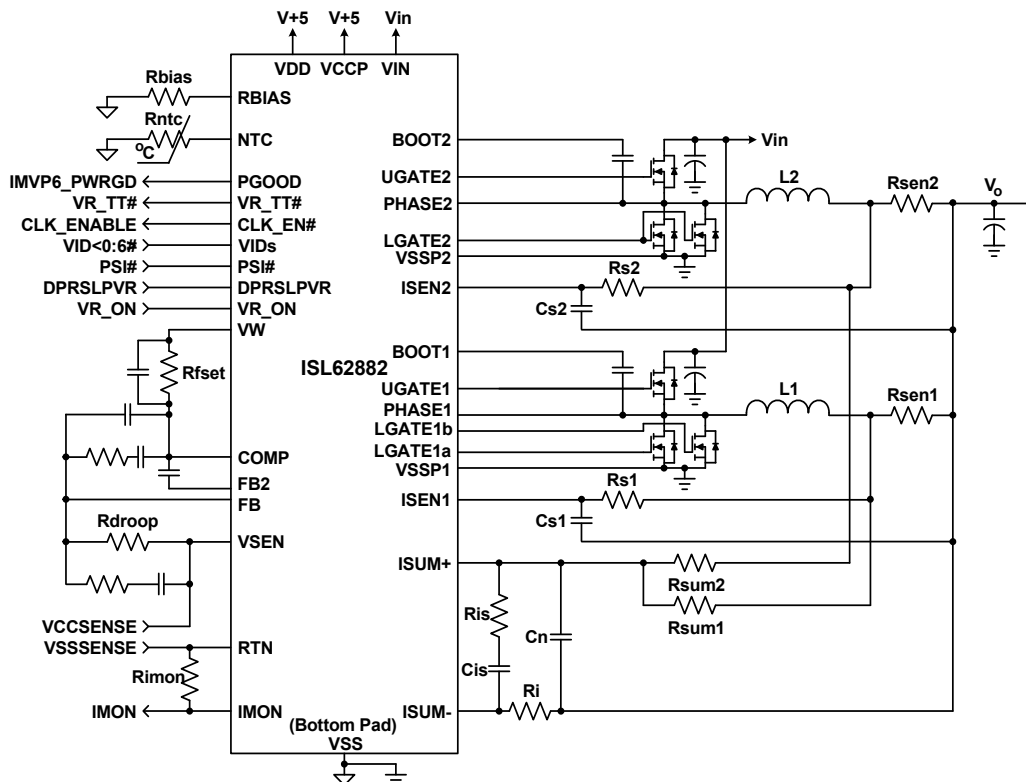 V+5 V+5 Vin
VDD VCCP VIN
Rbias
RBIAS
Rntc
NTC
°C
IMVP6_PWRGD PGOOD
VR_TT# VR_TT#
CLK_ENABLE CLK_EN#
VID<0:6# VIDs
PSI# PSI#
DPRSLPVR DPRSLPVR
VR_ON VR_ON
VW
Rfset
ISL62882
COMP
FB2
FB
Rdroop
VSEN
VCCSENSE
VSSSENSE RTN
Rimon
IMON IMON
(Bottom Pad)
VSS
BOOT2
Vin
UGATE2
PHASE2
L2
Rsen2
Vo
LGATE2
VSSP2
ISEN2
Rs2
Cs2
BOOT1
UGATE1
PHASE1
L1
Rsen1
LGATE1b
LGATE1a
VSSP1
ISEN1
Rs1
Cs1
ISUM+
Rsum2
Rsum1
Ris
Cn
Cis
Ri
ISUM-